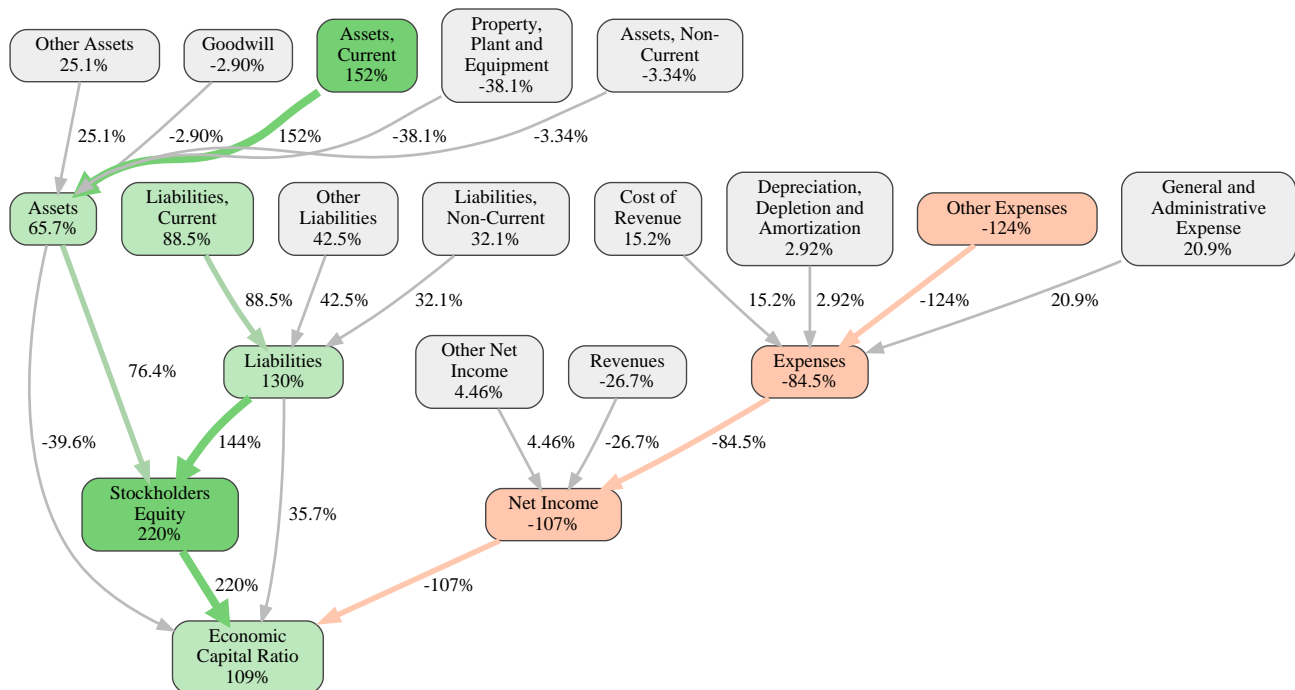 Other Assets
25.1%
Goodwill
-2.90%
Assets,
Current
152%
Property,
Plant and
Equipment
-38.1%
Assets, Non-
Current
-3.34%
25.1%
-2.90%
152%
-38.1%
-3.34%
Assets
65.7%
Liabilities,
Current
88.5%
Other
Liabilities
42.5%
Liabilities,
Non-Current
32.1%
Cost of
Revenue
15.2%
Depreciation,
Depletion and
Amortization
2.92%
Other Expenses
-124%
General and
Administrative
Expense
20.9%
88.5%
42.5%
32.1%
15.2%
2.92%
-124%
20.9%
Liabilities
130%
Other Net
Income
4.46%
Revenues
-26.7%
Expenses
-84.5%
76.4%
-39.6%
144%
4.46%
-26.7%
-84.5%
Stockholders
Equity
220%
35.7%
Net Income
-107%
220%
-107%
Economic
Capital Ratio
109%